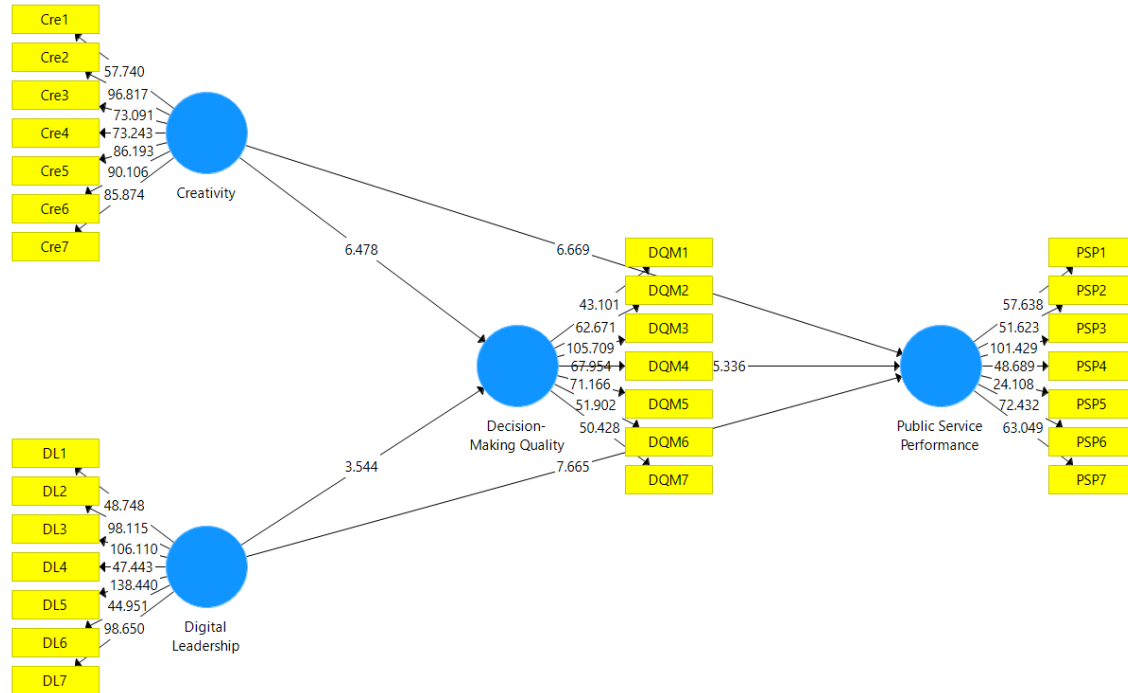 Cre1
Cre2
Cre3
Cre4
Cre5
Cre6
Cre7
57.740
96.817
73.091
73.243
86.193
90.106
85.874
Creativity
6.478
6.669
DL1
DL2
DL3
DL4
DL5
DL6
DL7
48.748
98.115
106.110
47.443
138.440
44.951
98.650
Digital
Leadership
3.544
7.665
Decision-
Making Quality
43.101
62.671
105.709
67.954
71.166
51.902
50.428
DQM1
DQM2
DQM3
DQM4
DQM5
DQM6
DQM7
5.336
Public Service
Performance
57.638
51.623
101.429
48.689
24.108
72.432
63.049
PSP1
PSP2
PSP3
PSP4
PSP5
PSP6
PSP7